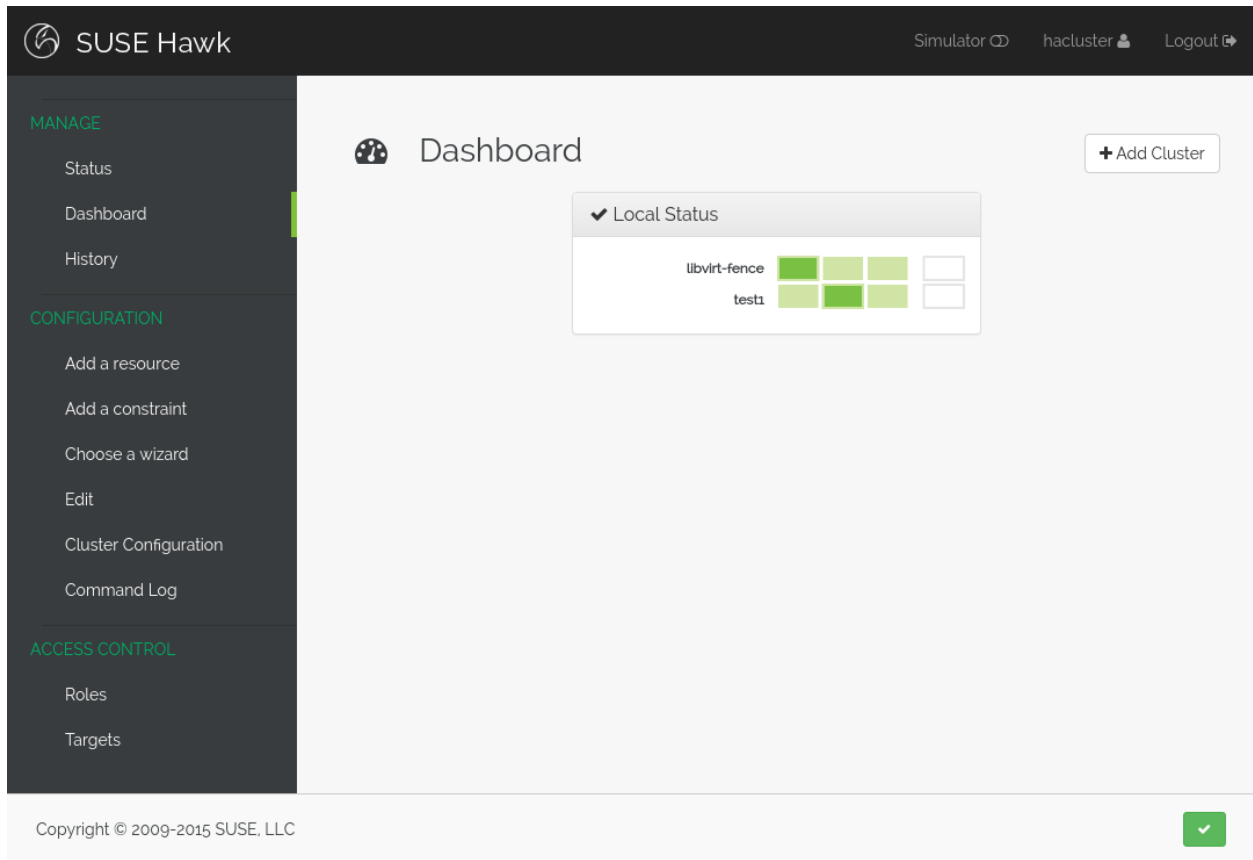 SUSE Hawk
Simulator
hacluster
Logout
MANAGE
Status
Dashboard
History
CONFIGURATION
Add a resource
Add a constraint
Choose a wizard
Edit
Cluster Configuration
Command Log
ACCESS CONTROL
Roles
Targets
Dashboard
+ Add Cluster
Local Status
libvirt-fence
test1
Copyright © 2009-2015 SUSE, LLC